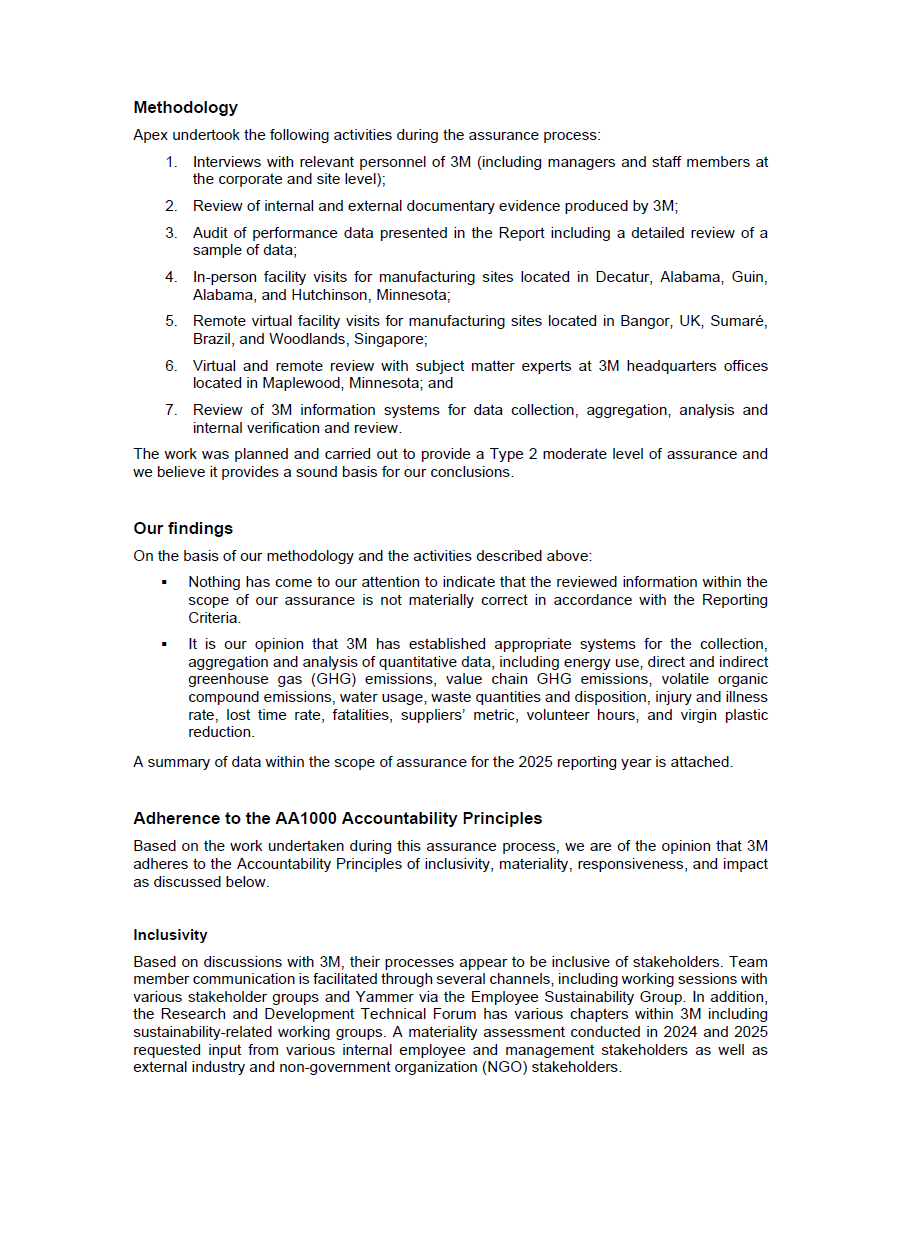 Methodology
Apex undertook the following activities during the assurance process:
1. Interviews with relevant personnel of 3M (including managers and staff members at
the corporate and site level);
2. Review of internal and external documentary evidence produced by 3M;
3. Audit of performance data presented in the Report including a detailed review of a
sample of data;
4. In-person facility visits for manufacturing sites located in Decatur, Alabama, Guin,
Alabama, and Hutchinson, Minnesota;
5. Remote virtual facility visits for manufacturing sites located in Bangor, UK, Sumaré,
Brazil, and Woodlands, Singapore;
6. Virtual and remote review with subject matter experts at 3M headquarters offices
located in Maplewood, Minnesota; and
7. Review of 3M information systems for data collection, aggregation, analysis and
internal verification and review.
The work was planned and carried out to provide a Type 2 moderate level of assurance and
we believe it provides a sound basis for our conclusions.
Our findings
On the basis of our methodology and the activities described above:
▪ Nothing has come to our attention to indicate that the reviewed information within the
scope of our assurance is not materially correct in accordance with the Reporting
Criteria.
▪ It is our opinion that 3M has established appropriate systems for the collection,
aggregation and analysis of quantitative data, including energy use, direct and indirect
greenhouse gas (GHG) emissions, value chain GHG emissions, volatile organic
compound emissions, water usage, waste quantities and disposition, injury and illness
rate, lost time rate, fatalities, suppliers’ metric, volunteer hours, and virgin plastic
reduction.
A summary of data within the scope of assurance for the 2025 reporting year is attached.
Adherence to the AA1000 Accountability Principles
Based on the work undertaken during this assurance process, we are of the opinion that 3M
adheres to the Accountability Principles of inclusivity, materiality, responsiveness, and impact
as discussed below.
Inclusivity
Based on discussions with 3M, their processes appear to be inclusive of stakeholders. Team
member communication is facilitated through several channels, including working sessions with
various stakeholder groups and Yammer via the Employee Sustainability Group. In addition,
the Research and Development Technical Forum has various chapters within 3M including
sustainability-related working groups. A materiality assessment conducted in 2024 and 2025
requested input from various internal employee and management stakeholders as well as
external industry and non-government organization (NGO) stakeholders.